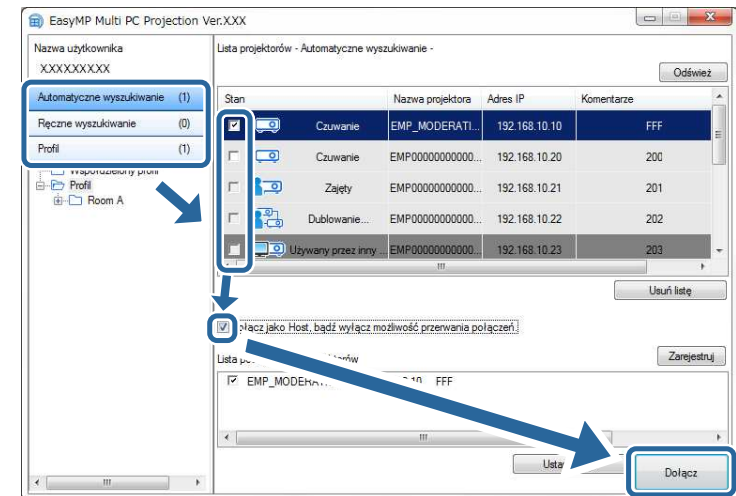 EasyMP Multi PC Projection Ver.XXX
Nazwa użytkownika
XXXXXXXXX
Automatyczne wyszukiwanie (1)
Ręczne wyszukiwanie (0)
Profil (1)
Współdzielony profil
Profil
Room A
Lista projektorów - Automatyczne wyszukiwanie -
Odśwież
Stan Nazwa projektora Adres IP Komentarze
Czuwanie EMP_MODERATI... 192.168.10.10 FFF
Czuwanie EMP00000000000... 192.168.10.20 200
Zajęty EMP00000000000... 192.168.10.21 201
Dublowanie... EMP00000000000... 192.168.10.22 202
Używany przez inny ... EMP00000000000... 192.168.10.23 203
Usuń listę
jako Host, bądź wyłącz możliwość przerwania połączeń.
Lista
Zarejestruj
FFF
Dołącz